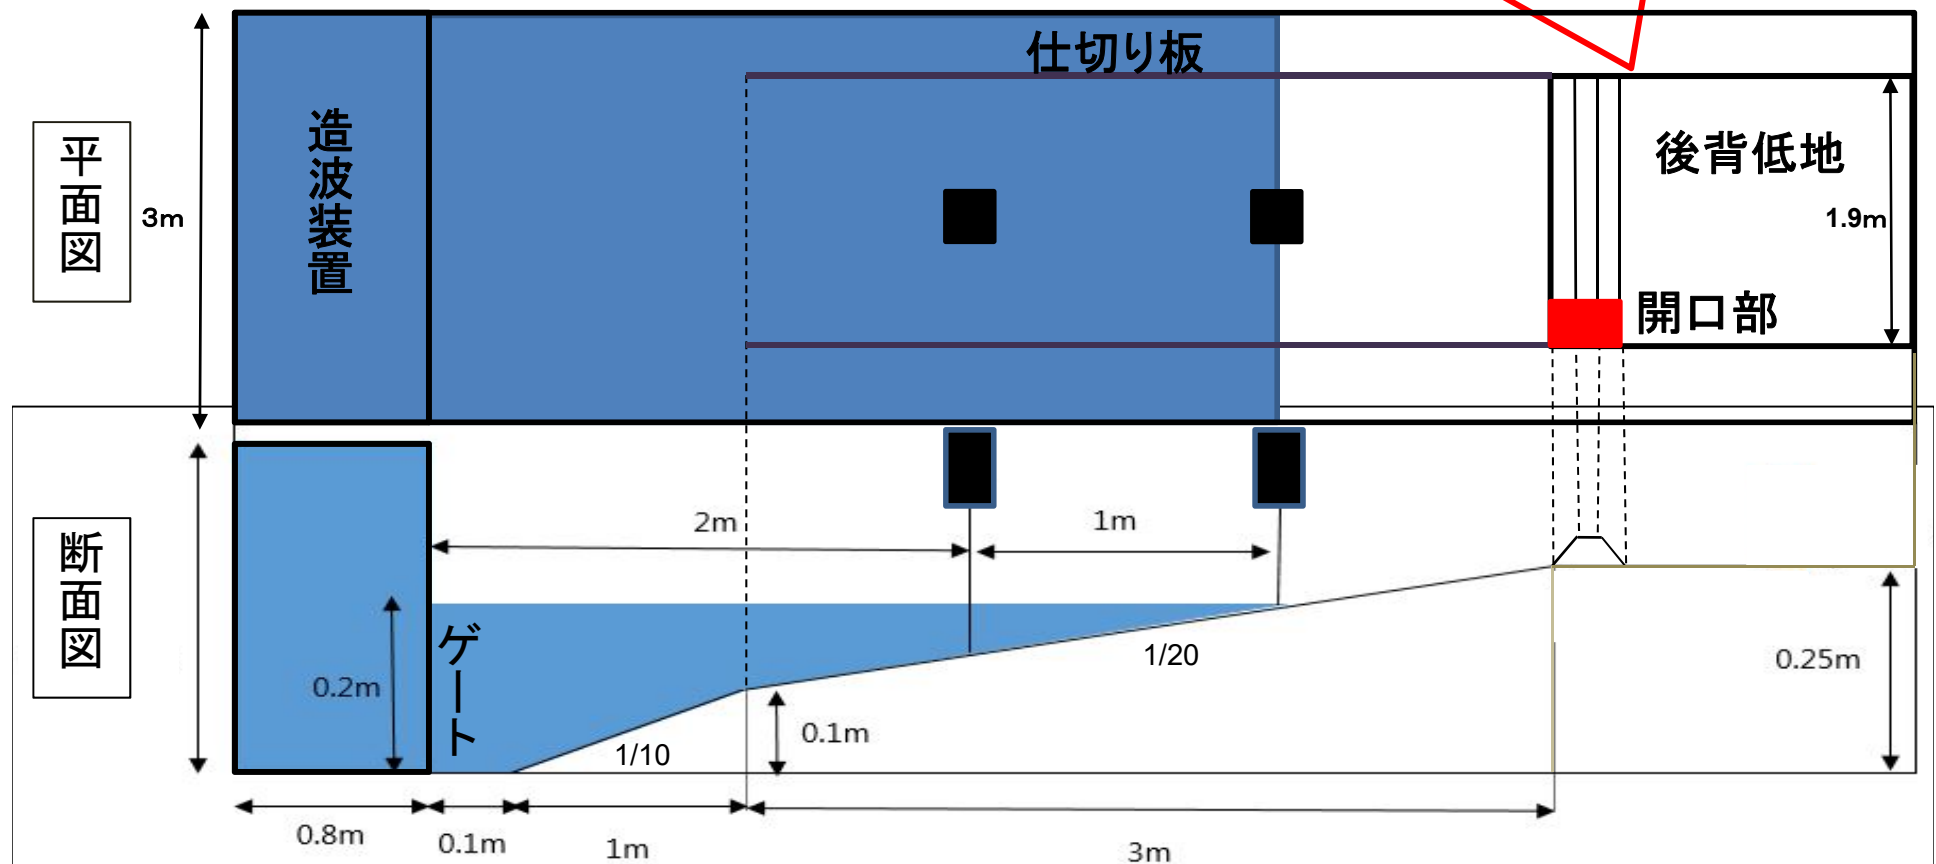 仕切り板
造波装置
平面図
3m
後背低地
1.9m
開口部
断面図
2m
1m
ゲート
0.2m
1/20
0.25m
0.1m
1/10
0.8m
0.1m
1m
3m